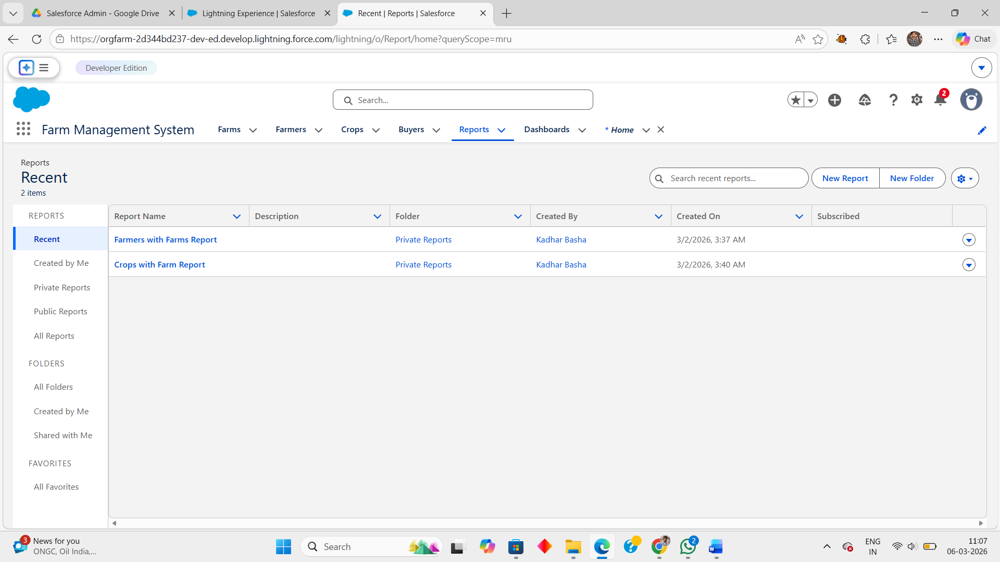 Salesforce Admin - Google Drive
Lightning Experience | Salesforce
Recent | Reports | Salesforce
https://orgfarm-2d344bd237-dev-ed.develop.lightning.force.com/lightning/o/Report/home?queryScope=mru
Chat
Developer Edition
Search...
2
Farm Management System
Farms
Farmers
Crops
Buyers
Reports
Dashboards
* Home
Reports
Recent
2 items
Search recent reports...
New Report
New Folder
REPORTS
Recent
Created by Me
Private Reports
Public Reports
All Reports
FOLDERS
All Folders
Created by Me
Shared with Me
FAVORITES
All Favorites
Report Name
Description
Folder
Created By
Created On
Subscribed
Farmers with Farms Report
Private Reports
Kadhar Basha
3/2/2026, 3:37 AM
Crops with Farm Report
Private Reports
Kadhar Basha
3/2/2026, 3:40 AM
3
News for you
ONGC, Oil India,...
Search
2
ENG
IN
11:07
06-03-2026